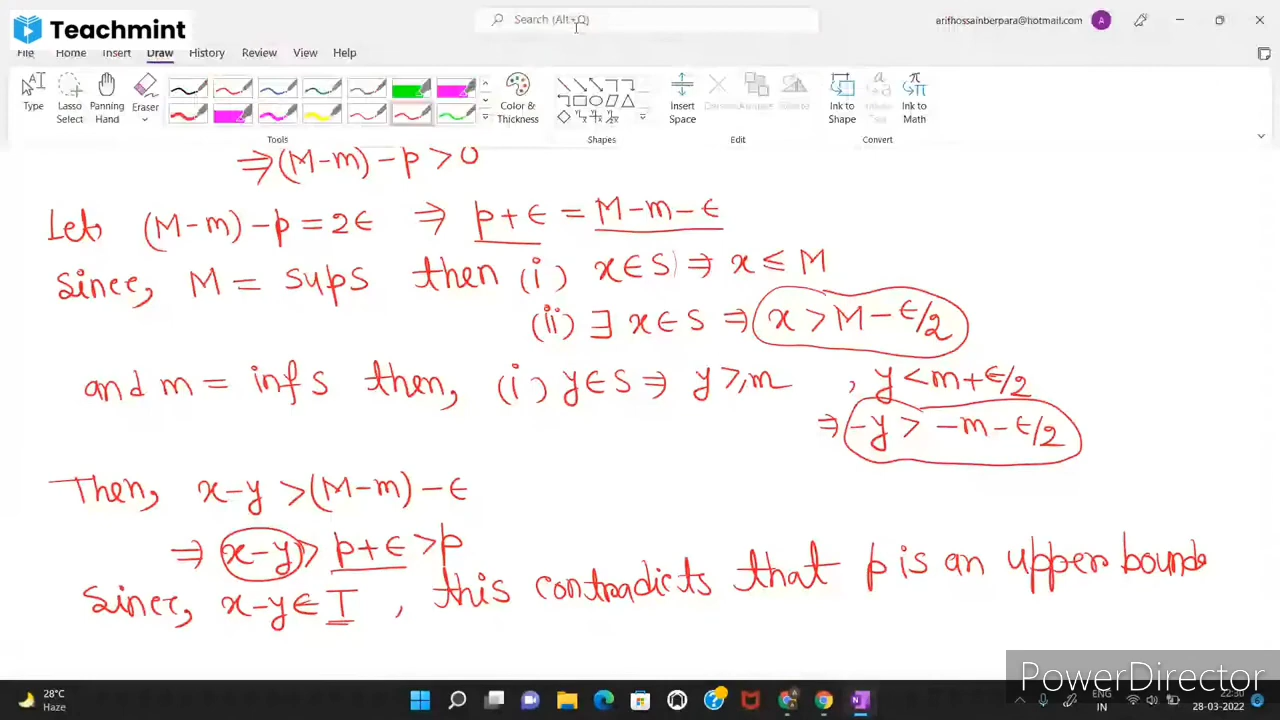 Teachmint
Search (Alt+Q)
arifhossainberpara@hotmail.com A
File Home Insert Draw History Review View Help
Type Lasso Select Panning Hand Eraser Color & Thickness Insert Space Ink to Shape Ink to Math
Tools Shapes Edit Convert
⇒(M-m)-p>0
Let, (M-m)-p=2ϵ ⇒ p+ϵ = M-m-ϵ
Since, M = sups then (i) x∈S ⇒ x≤M
(ii) ∃ x∈S ⇒ x>M-ϵ/2
and m = inf s then, (i) y∈S ⇒ y≥m , y<m+ϵ/2
⇒ -y > -m-ϵ/2
Then, x-y >(M-m)-ϵ
⇒ x-y > p+ϵ >p
Since, x-y∈T , this contradicts that p is an upper bound
PowerDirector
28°C
Haze
ENG
IN
22:30
28-03-2022